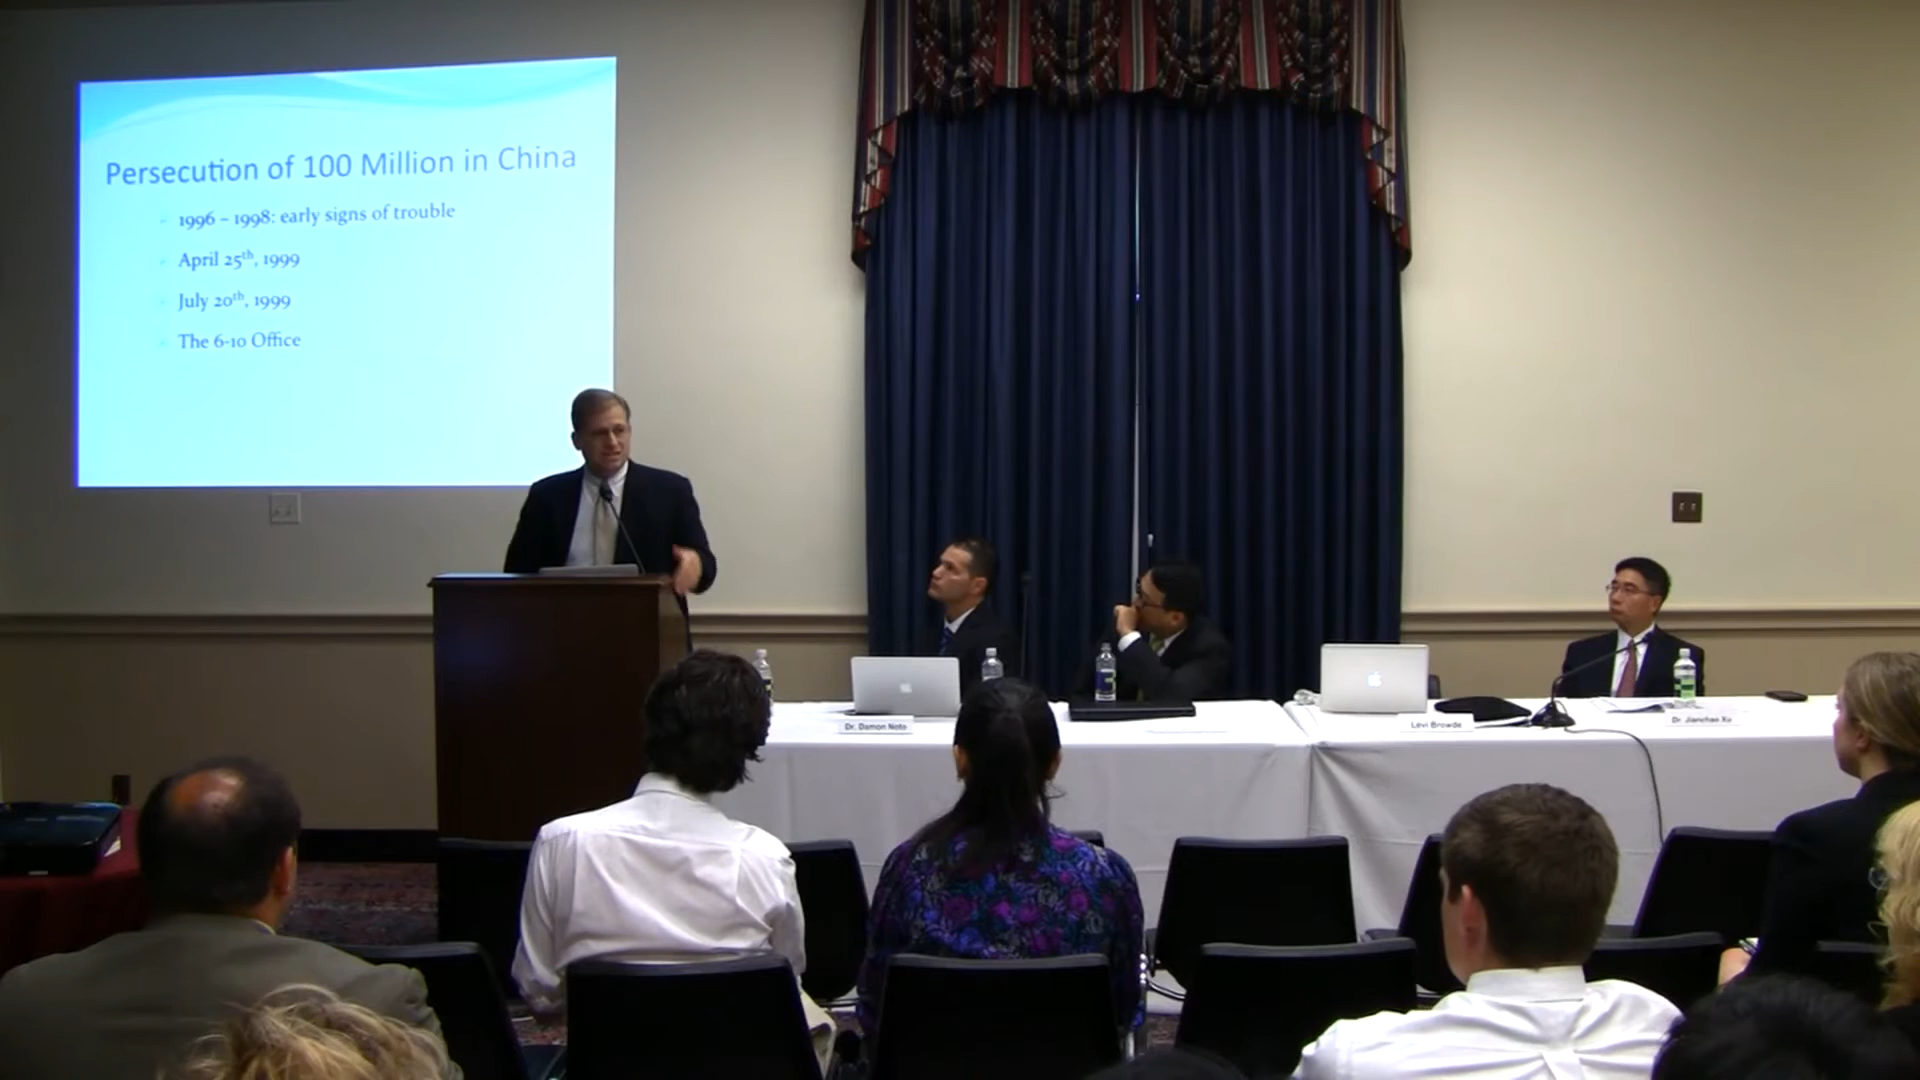 Persecution of 100 Million in China
1996 – 1998: early signs of trouble
April 25th, 1999
July 20th, 1999
The 6-10 Office
Dr. Damon Noto
Levi Browde
Dr. Jianchao Xu